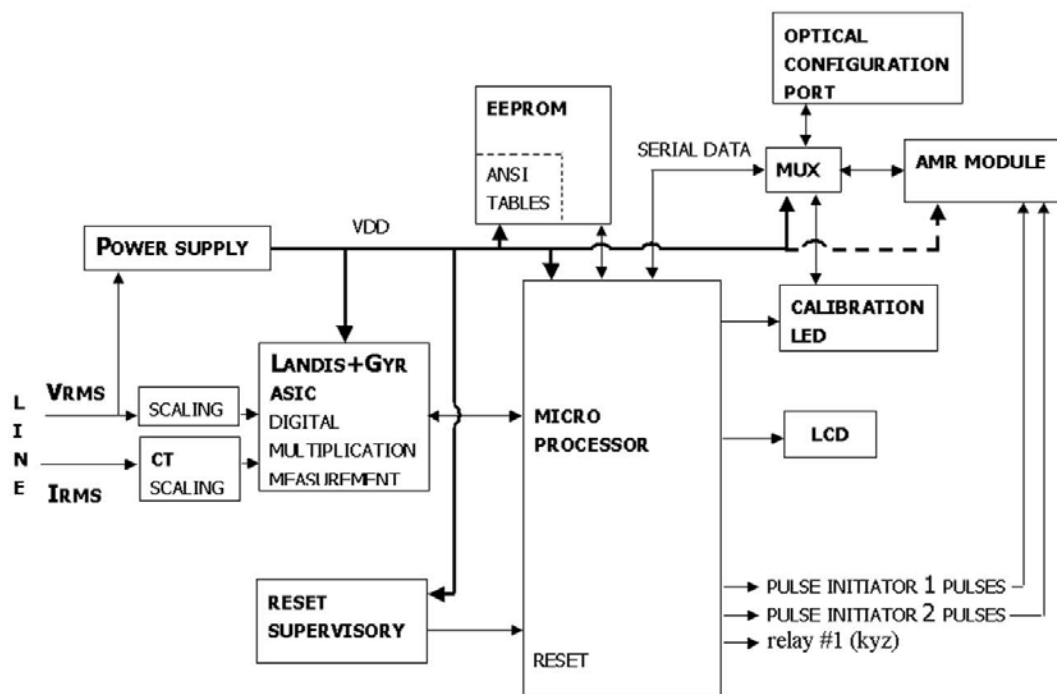 OPTICAL
CONFIGURATION
PORT
EEPROM
ANSI
TABLES
SERIAL DATA
MUX
AMR MODULE
VDD
POWER SUPPLY
CALIBRATION
LED
LANDIS+GYR
ASIC
DIGITAL
MULTIPLICATION
MEASUREMENT
L
I
N
E
VRMS
SCALING
CT
SCALING
IRMS
MICRO
PROCESSOR
LCD
RESET
SUPERVISORY
RESET
PULSE INITIATOR 1 PULSES
PULSE INITIATOR 2 PULSES
relay #1 (kyz)